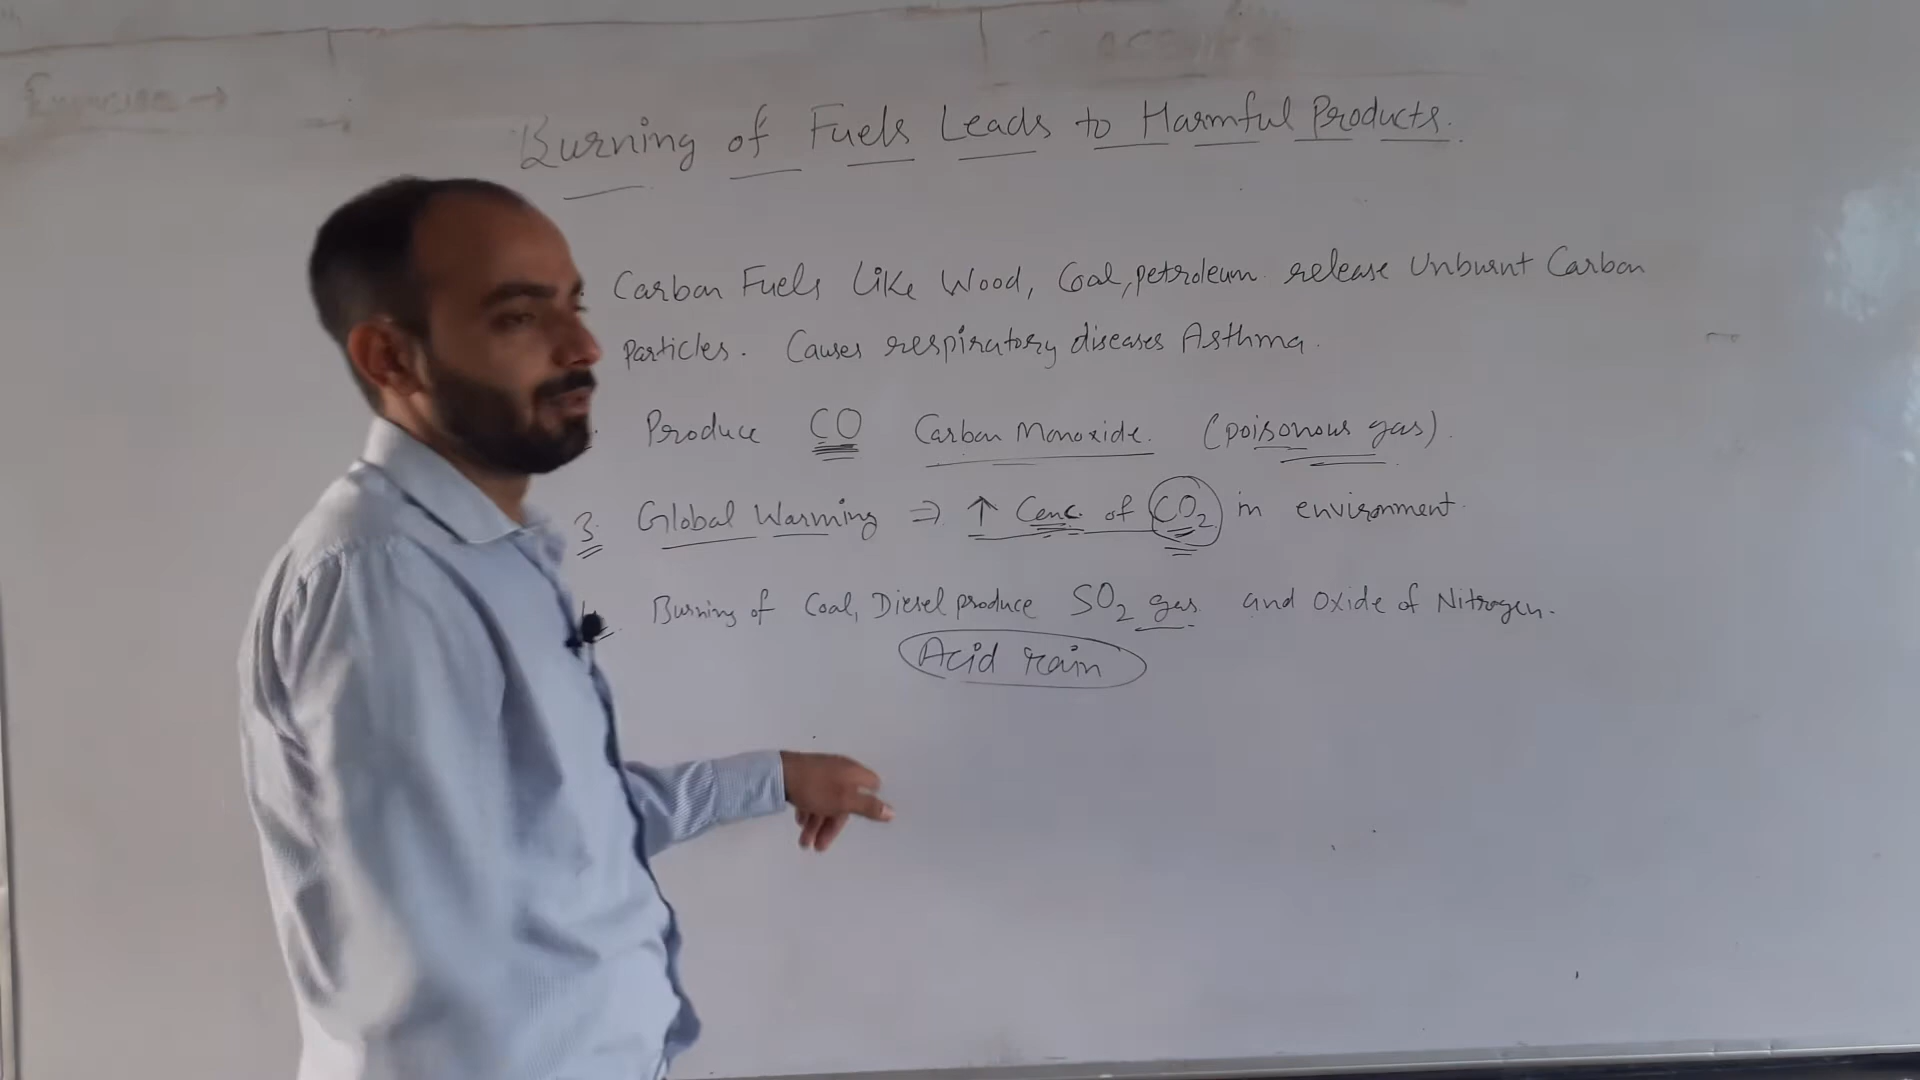 Burning of Fuels Leads to Harmful Products.
Carbon Fuels Like Wood, Coal, petroleum release Unburnt Carbon
Particles. Causes respiratory diseases Asthma.
Produce CO Carbon Monoxide. (poisonous gas).
3. Global Warming ⇒ ↑ Conc. of CO₂ in environment.
Burning of Coal, Diesel produce SO₂ gas and Oxide of Nitrogen.
Acid rain